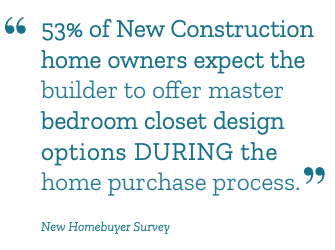 “ 53% of New Construction
home owners expect the
builder to offer master
bedroom closet design
options DURING the
home purchase process. ”
New Homebuyer Survey